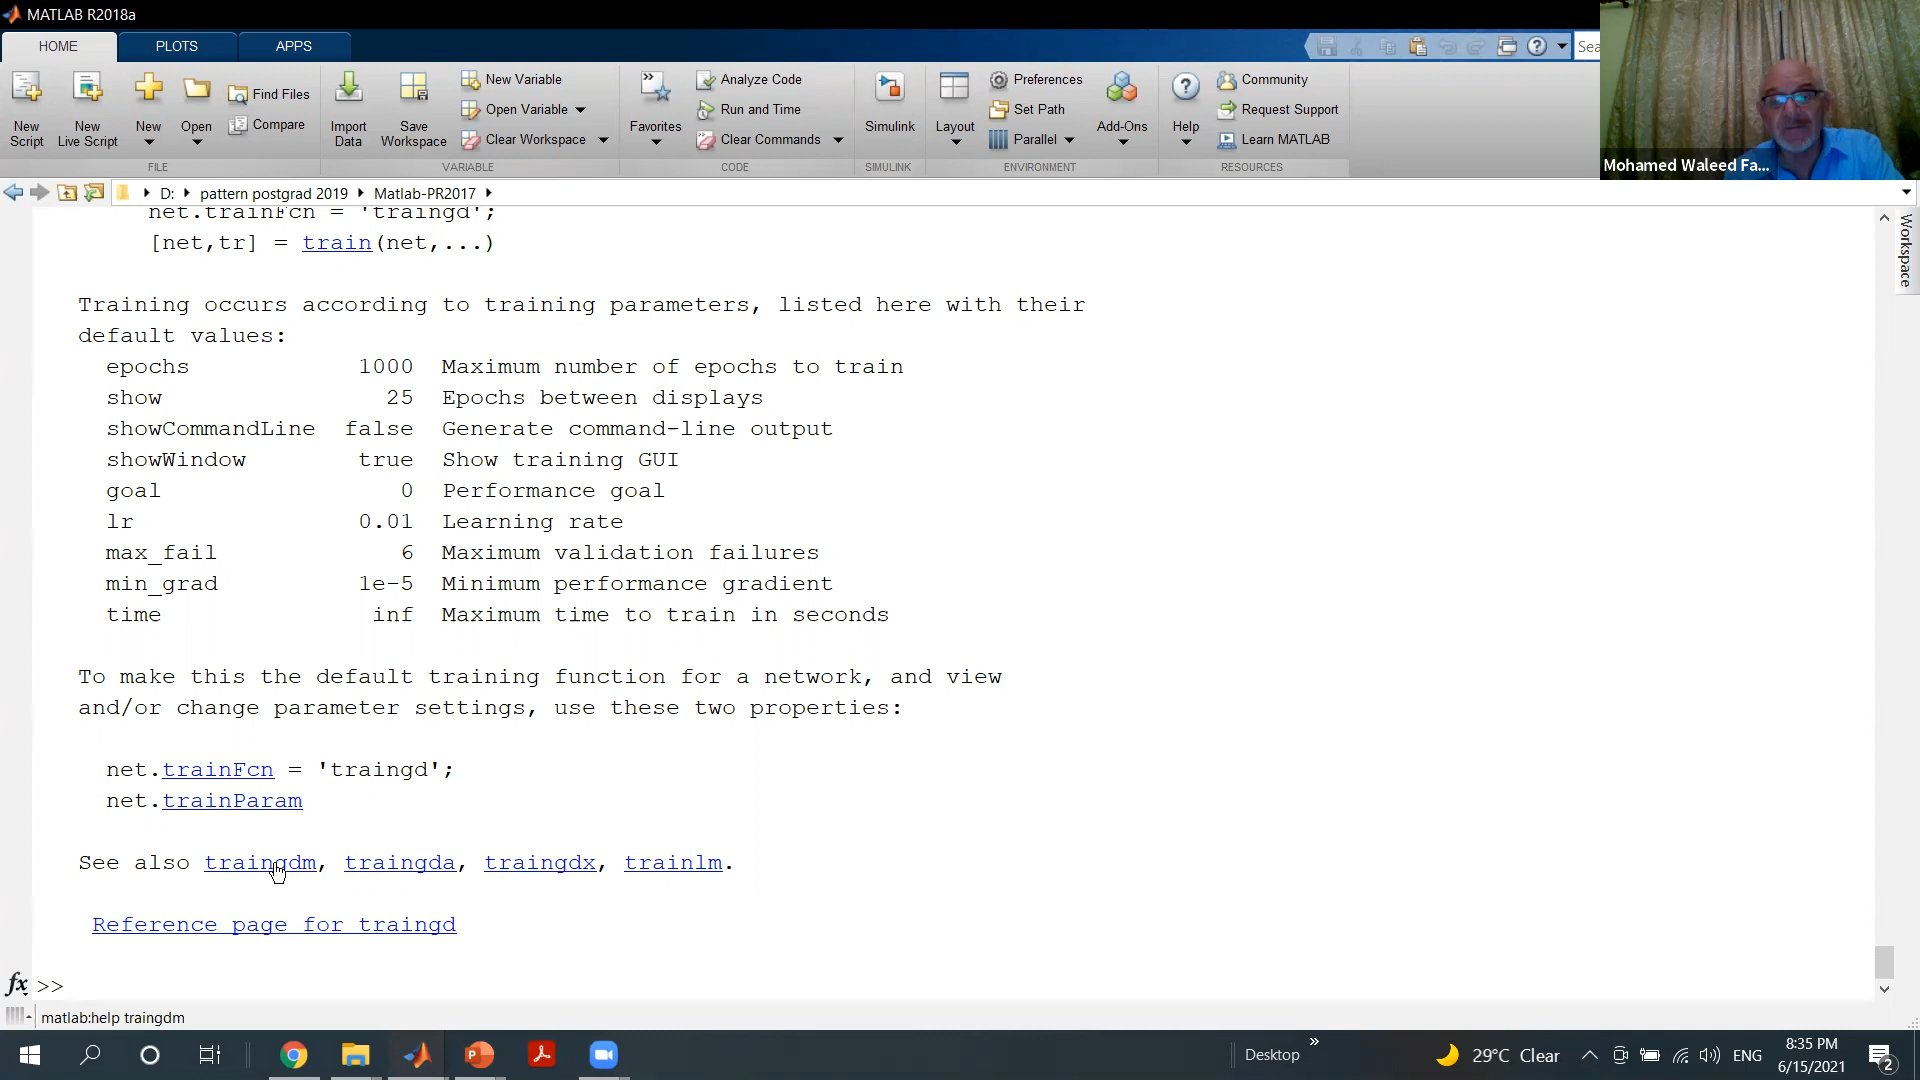 MATLAB R2018a
HOME PLOTS APPS
Sea
New Script
New Live Script
New
Open
Find Files
Compare
Import Data
Save Workspace
New Variable
Open Variable
Clear Workspace
Favorites
Analyze Code
Run and Time
Clear Commands
Simulink
Layout
Preferences
Set Path
Parallel
Add-Ons
Help
Community
Request Support
Learn MATLAB
FILE VARIABLE CODE SIMULINK ENVIRONMENT RESOURCES
Mohamed Waleed Fa...
D: pattern postgrad 2019 Matlab-PR2017
Workspace
net.trainFcn = 'traingd';
[net,tr] = train(net,...)
Training occurs according to training parameters, listed here with their
default values:
epochs 1000 Maximum number of epochs to train
show 25 Epochs between displays
showCommandLine false Generate command-line output
showWindow true Show training GUI
goal 0 Performance goal
lr 0.01 Learning rate
max_fail 6 Maximum validation failures
min_grad 1e-5 Minimum performance gradient
time inf Maximum time to train in seconds
To make this the default training function for a network, and view
and/or change parameter settings, use these two properties:
net.trainFcn = 'traingd';
net.trainParam
See also traingdm, traingda, traingdx, trainlm.
Reference page for traingd
fx >>
matlab:help traingdm
Desktop » 29°C Clear ENG 8:35 PM
6/15/2021
2